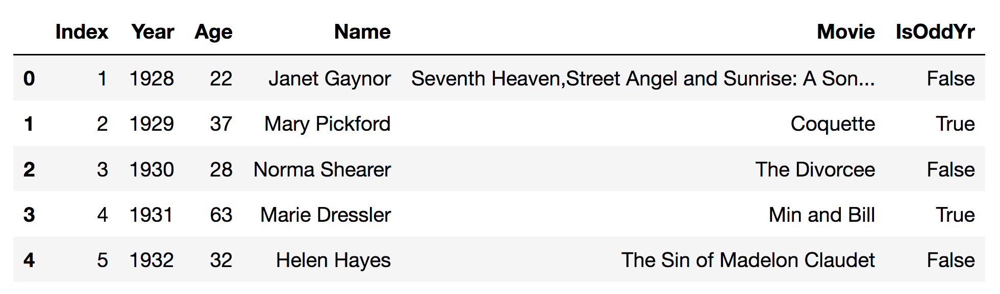 Index Year Age Name Movie IsOddYr
0 1 1928 22 Janet Gaynor Seventh Heaven,Street Angel and Sunrise: A Son... False
1 2 1929 37 Mary Pickford Coquette True
2 3 1930 28 Norma Shearer The Divorcee False
3 4 1931 63 Marie Dressler Min and Bill True
4 5 1932 32 Helen Hayes The Sin of Madelon Claudet False